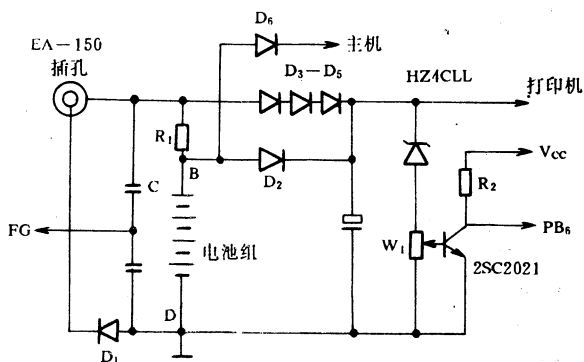 D₆
EA－150
插孔
主机
D₃－D₅
HZ4CLL
打印机
R₁
Vcc
B
D₂
R₂
C
FG
PB₆
W₁
电池组
2SC2021
D
D₁